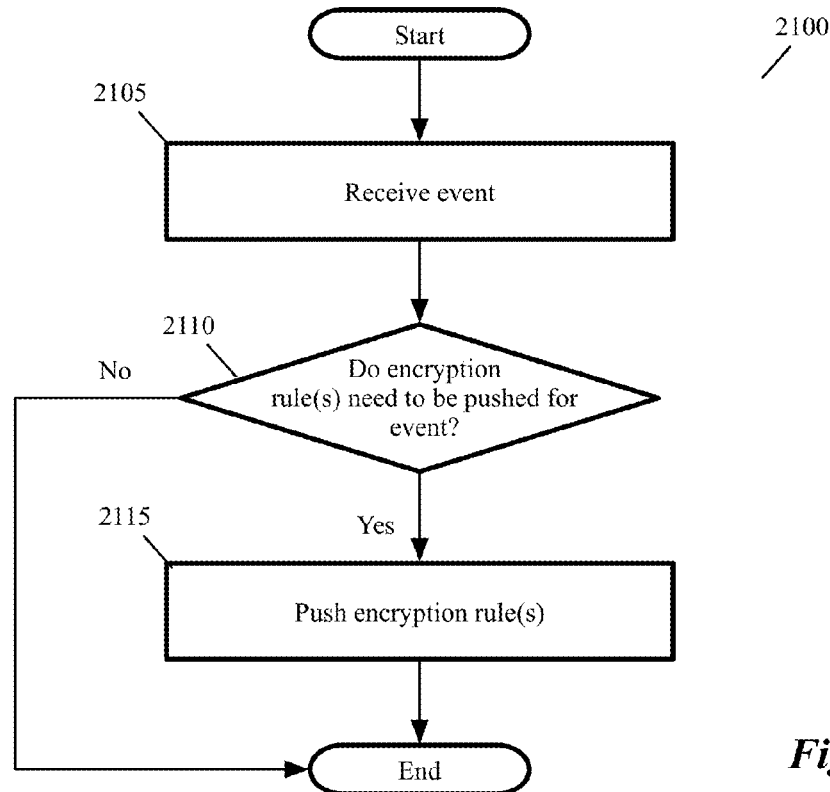 Start
2100
2105
Receive event
2110
Do encryption
rule(s) need to be pushed for
event?
No
Yes
2115
Push encryption rule(s)
End